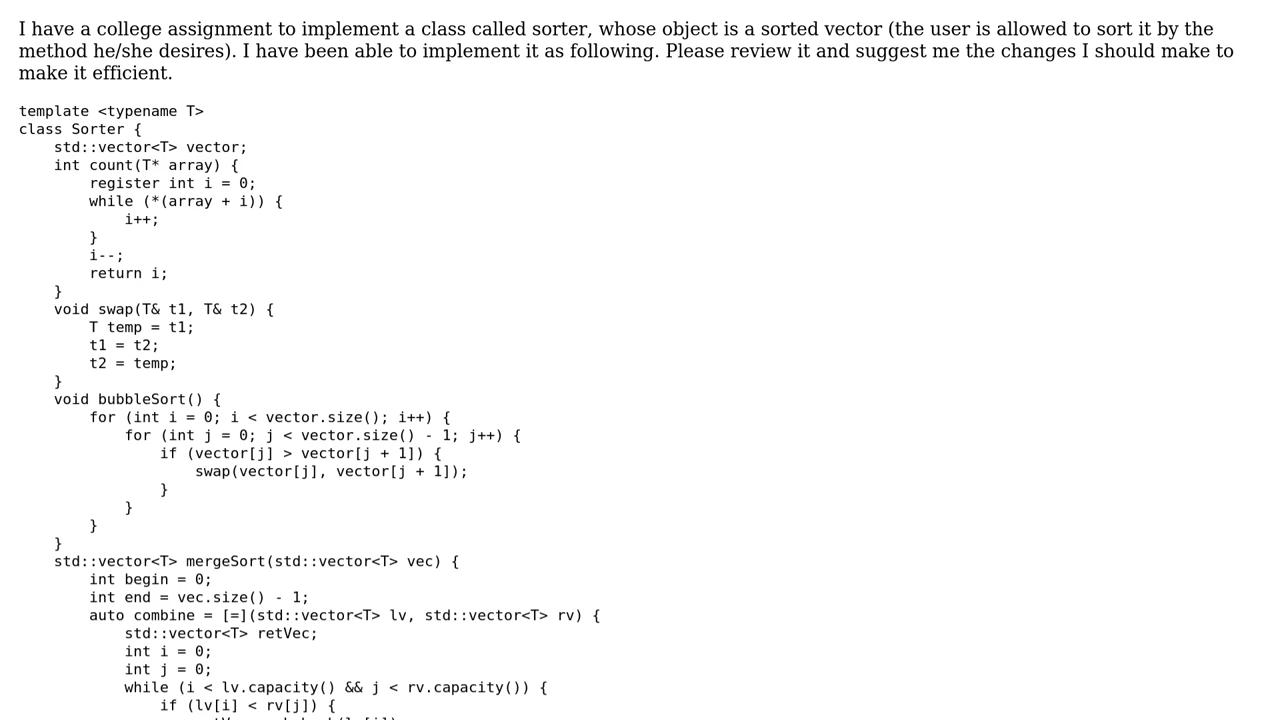 I have a college assignment to implement a class called sorter, whose object is a sorted vector (the user is allowed to sort it by the
method he/she desires). I have been able to implement it as following. Please review it and suggest me the changes I should make to
make it efficient.
template <typename T>
class Sorter {
    std::vector<T> vector;
    int count(T* array) {
        register int i = 0;
        while (*(array + i)) {
            i++;
        }
        i--;
        return i;
    }
    void swap(T& t1, T& t2) {
        T temp = t1;
        t1 = t2;
        t2 = temp;
    }
    void bubbleSort() {
        for (int i = 0; i < vector.size(); i++) {
            for (int j = 0; j < vector.size() - 1; j++) {
                if (vector[j] > vector[j + 1]) {
                    swap(vector[j], vector[j + 1]);
                }
            }
        }
    }
    std::vector<T> mergeSort(std::vector<T> vec) {
        int begin = 0;
        int end = vec.size() - 1;
        auto combine = [=](std::vector<T> lv, std::vector<T> rv) {
            std::vector<T> retVec;
            int i = 0;
            int j = 0;
            while (i < lv.capacity() && j < rv.capacity()) {
                if (lv[i] < rv[j]) {